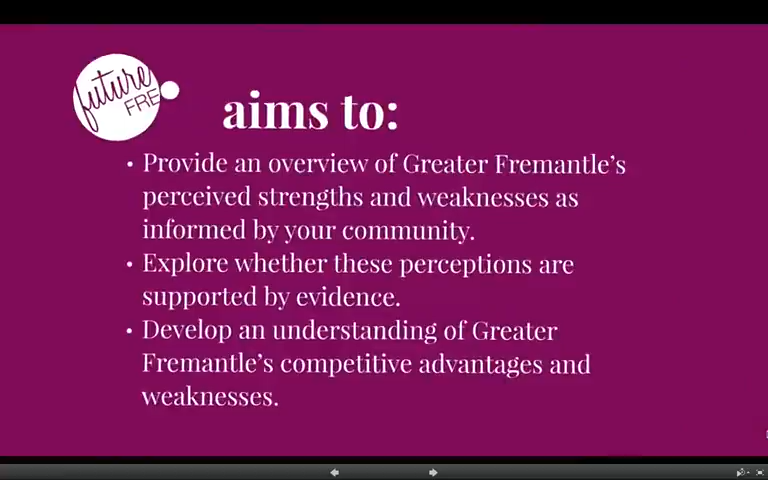 future
FRE
aims to:
• Provide an overview of Greater Fremantle’s
perceived strengths and weaknesses as
informed by your community.
• Explore whether these perceptions are
supported by evidence.
• Develop an understanding of Greater
Fremantle’s competitive advantages and
weaknesses.